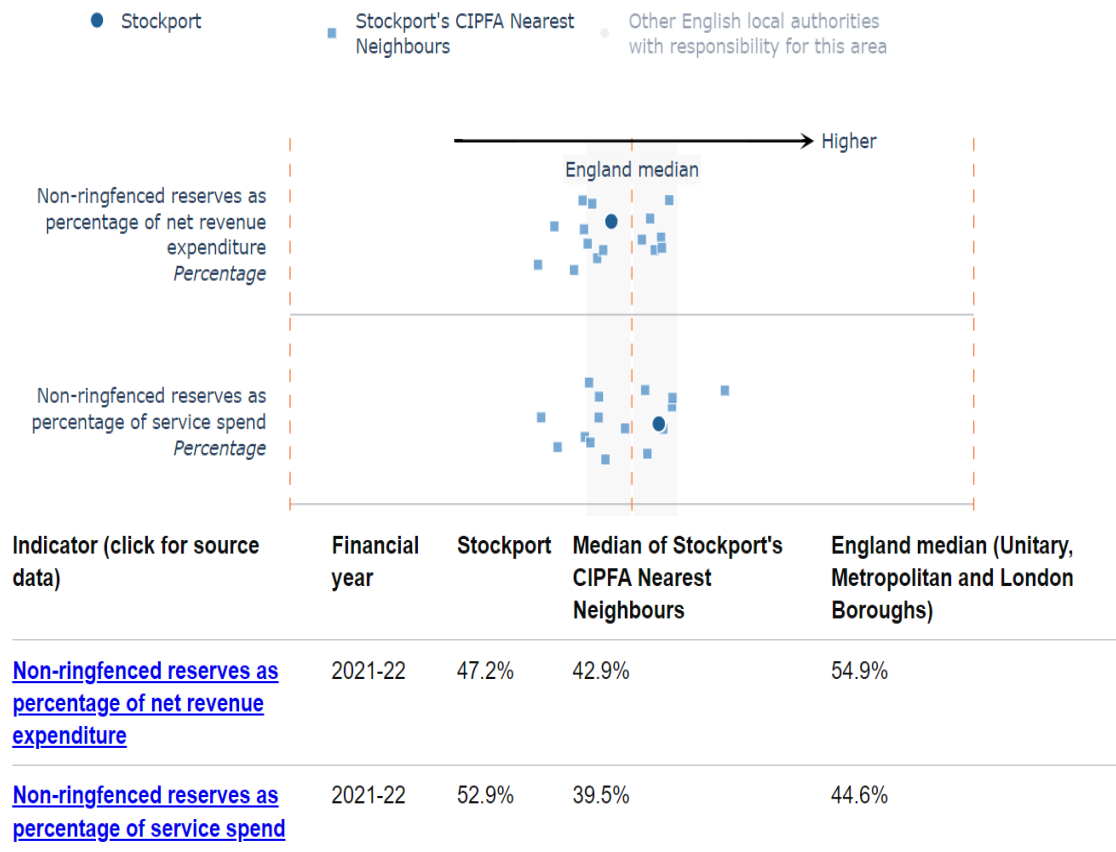 Stockport
Stockport's CIPFA Nearest
Neighbours
Other English local authorities
with responsibility for this area
Higher
England median
Non-ringfenced reserves as
percentage of net revenue
expenditure
Percentage
Non-ringfenced reserves as
percentage of service spend
Percentage
Indicator (click for source
data)
Financial
year
Stockport
Median of Stockport's
CIPFA Nearest
Neighbours
England median (Unitary,
Metropolitan and London
Boroughs)
Non-ringfenced reserves as
percentage of net revenue
expenditure
2021-22
47.2%
42.9%
54.9%
Non-ringfenced reserves as
percentage of service spend
2021-22
52.9%
39.5%
44.6%